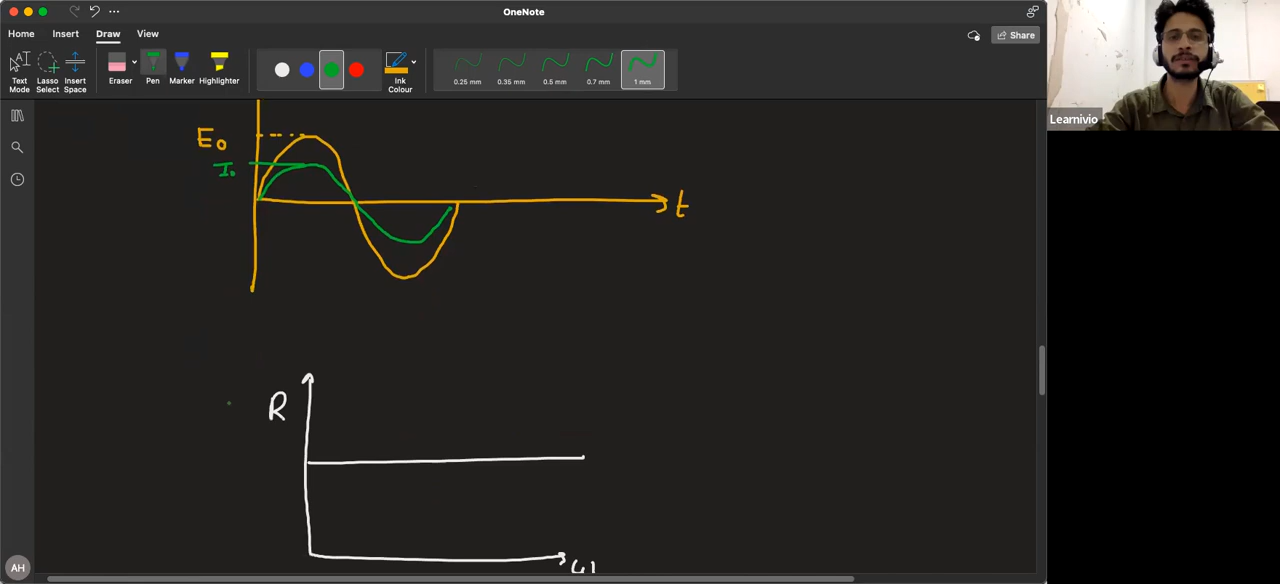 OneNote
Home Insert Draw View
Share
Text Mode
Lasso Select
Insert Space
Eraser
Pen
Marker
Highlighter
Ink Colour
0.25 mm
0.35 mm
0.5 mm
0.7 mm
1 mm
Learnivio
E₀
I₀
t
R
AH